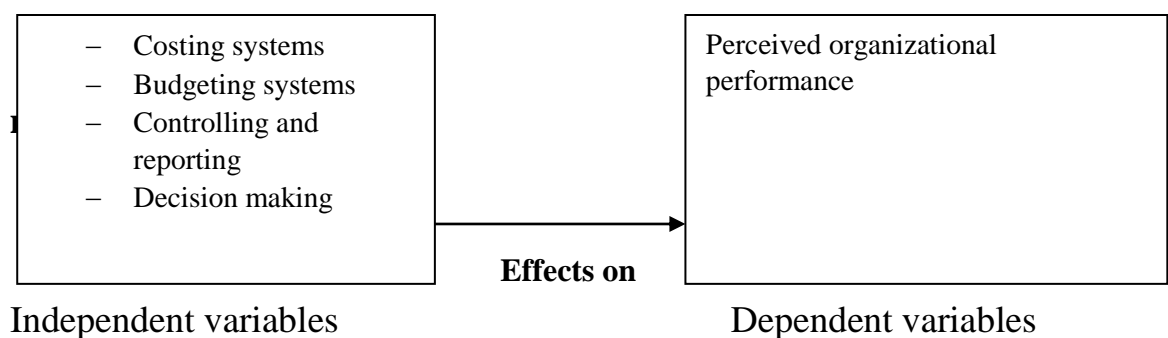 – Costing systems
– Budgeting systems
– Controlling and
reporting
– Decision making
Perceived organizational
performance
Effects on
Independent variables
Dependent variables